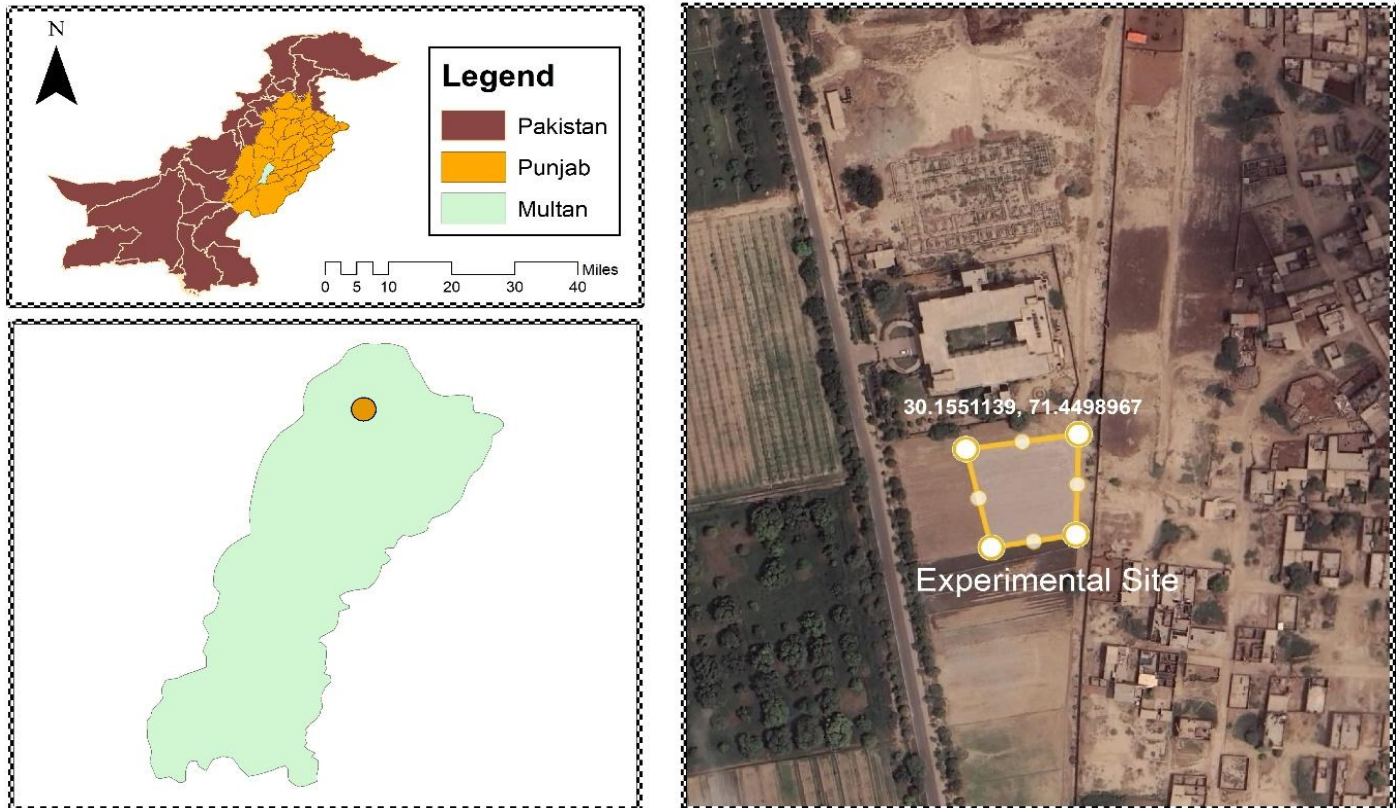 N
Legend
Pakistan
Punjab
Multan
Miles
0 5 10 20 30 40
30.1551139, 71.4498967
Experimental Site